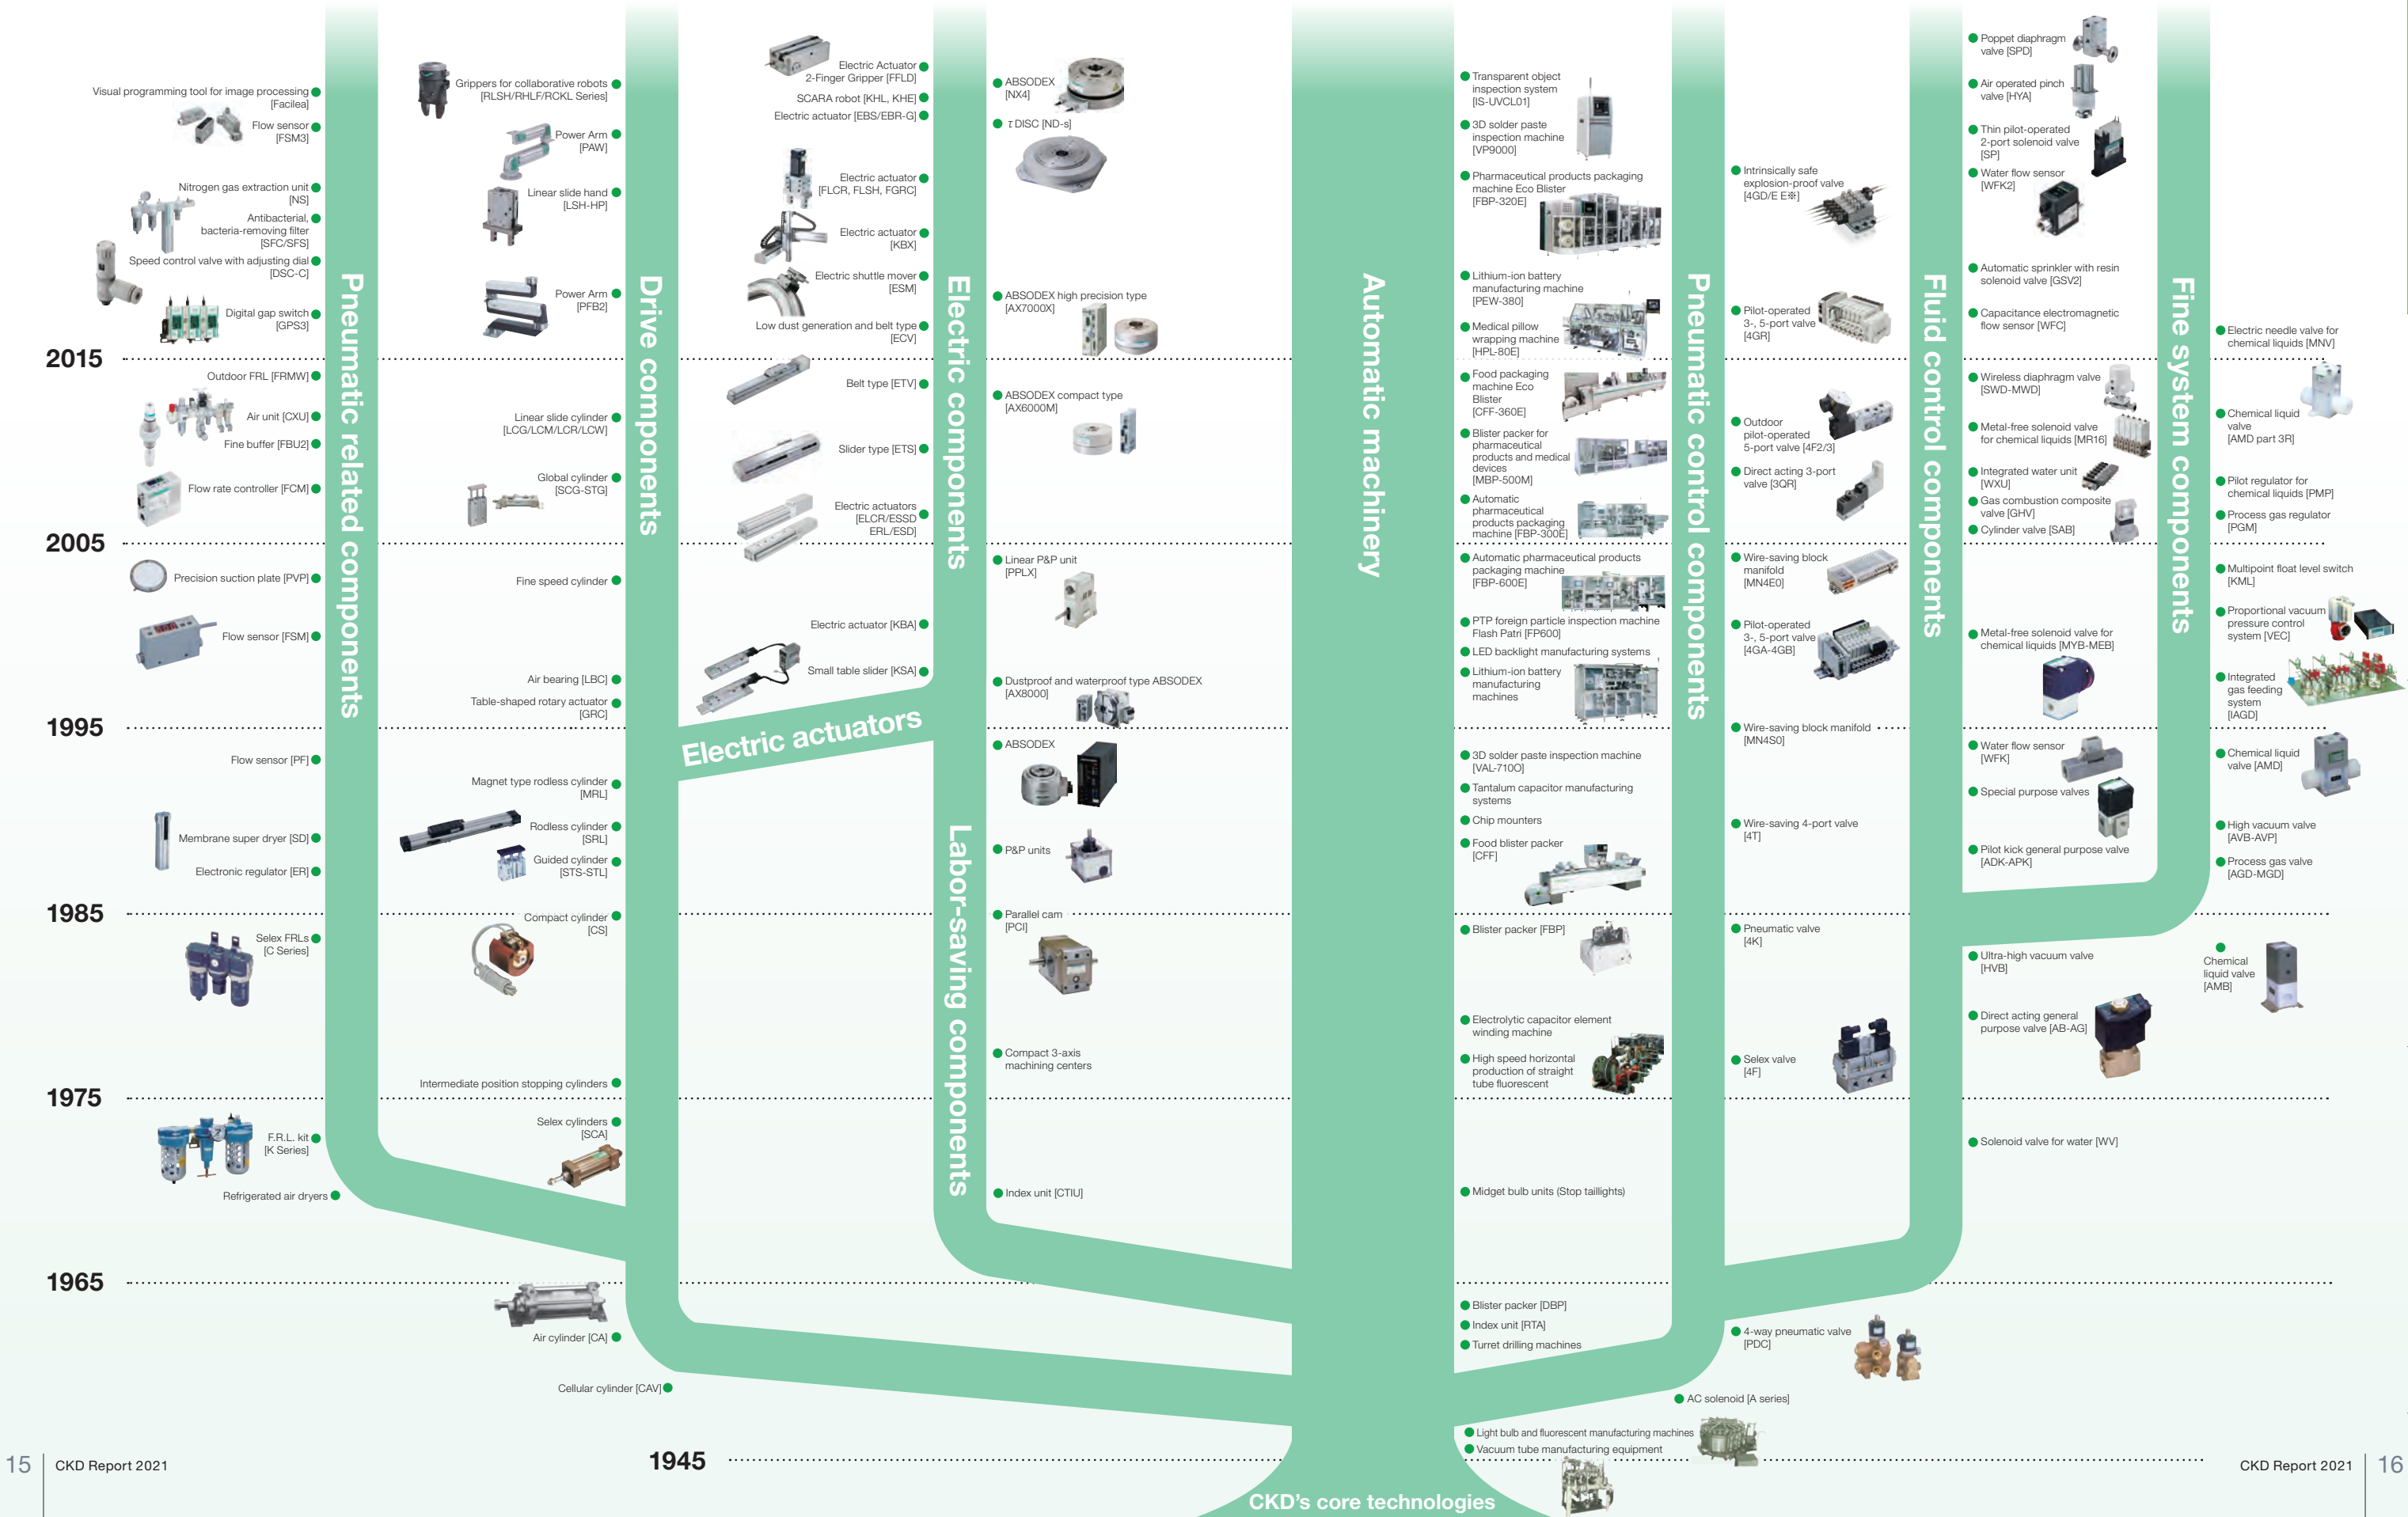 Visual programming tool for image processing
[Facilea]
Flow sensor
[FSM3]
Nitrogen gas extraction unit
[NS]
Antibacterial,
bacteria-removing filter
[SFC/SFS]
Speed control valve with adjusting dial
[DSC-C]
Digital gap switch
[GPS3]
2015
Outdoor FRL [FRMW]
Air unit [CXU]
Fine buffer [FBU2]
Flow rate controller [FCM]
2005
Precision suction plate [PVP]
Flow sensor [FSM]
1995
Flow sensor [PF]
Membrane super dryer [SD]
Electronic regulator [ER]
1985
Selex FRLs
[C Series]
1975
F.R.L. kit
[K Series]
Refrigerated air dryers
1965
Pneumatic related components
Grippers for collaborative robots
[RLSH/RHLF/RCKL Series]
Power Arm
[PAW]
Linear slide hand
[LSH-HP]
Power Arm
[PFB2]
Linear slide cylinder
[LCG/LCM/LCR/LCW]
Global cylinder
[SCG-STG]
Fine speed cylinder
Air bearing [LBC]
Table-shaped rotary actuator
[GRC]
Magnet type rodless cylinder
[MRL]
Rodless cylinder
[SRL]
Guided cylinder
[STS-STL]
Compact cylinder
[CS]
Intermediate position stopping cylinders
Selex cylinders
[SCA]
Air cylinder [CA]
Cellular cylinder [CAV]
Drive components
Electric Actuator
2-Finger Gripper [FFLD]
SCARA robot [KHL, KHE]
Electric actuator [EBS/EBR-G]
Electric actuator
[FLCR, FLSH, FGRC]
Electric actuator
[KBX]
Electric shuttle mover
[ESM]
Low dust generation and belt type
[ECV]
Belt type [ETV]
Slider type [ETS]
Electric actuators
[ELCR/ESSD
ERL/ESD]
Electric actuator [KBA]
Small table slider [KSA]
Electric actuators
Electric components
Labor-saving components
ABSODEX
[NX4]
τ DISC [ND-s]
ABSODEX high precision type
[AX7000X]
ABSODEX compact type
[AX6000M]
Linear P&P unit
[PPLX]
Dustproof and waterproof type ABSODEX
[AX8000]
ABSODEX
P&P units
Parallel cam
[PCI]
Compact 3-axis
machining centers
Index unit [CTIU]
Automatic machinery
Transparent object
inspection system
[IS-UVCL01]
3D solder paste
inspection machine
[VP9000]
Pharmaceutical products packaging
machine Eco Blister
[FBP-320E]
Lithium-ion battery
manufacturing machine
[PEW-380]
Medical pillow
wrapping machine
[HPL-80E]
Food packaging
machine Eco
Blister
[CFF-360E]
Blister packer for
pharmaceutical
products and medical
devices
[MBP-500M]
Automatic
pharmaceutical
products packaging
machine [FBP-300E]
Automatic pharmaceutical products
packaging machine
[FBP-600E]
PTP foreign particle inspection machine
Flash Patri [FP600]
LED backlight manufacturing systems
Lithium-ion battery
manufacturing
machines
3D solder paste inspection machine
[VAL-710O]
Tantalum capacitor manufacturing
systems
Chip mounters
Food blister packer
[CFF]
Blister packer [FBP]
Electrolytic capacitor element
winding machine
High speed horizontal
production of straight
tube fluorescent
Midget bulb units (Stop taillights)
Blister packer [DBP]
Index unit [RTA]
Turret drilling machines
Light bulb and fluorescent manufacturing machines
Vacuum tube manufacturing equipment
Pneumatic control components
Intrinsically safe
explosion-proof valve
[4GD/E E※]
Pilot-operated
3-, 5-port valve
[4GR]
Outdoor
pilot-operated
5-port valve [4F2/3]
Direct acting 3-port
valve [3QR]
Wire-saving block
manifold
[MN4E0]
Pilot-operated
3-, 5-port valve
[4GA-4GB]
Wire-saving block manifold
[MN4S0]
Wire-saving 4-port valve
[4T]
Pneumatic valve
[4K]
Selex valve
[4F]
4-way pneumatic valve
[PDC]
AC solenoid [A series]
Fluid control components
Poppet diaphragm
valve [SPD]
Air operated pinch
valve [HYA]
Thin pilot-operated
2-port solenoid valve
[SP]
Water flow sensor
[WFK2]
Automatic sprinkler with resin
solenoid valve [GSV2]
Capacitance electromagnetic
flow sensor [WFC]
Wireless diaphragm valve
[SWD-MWD]
Metal-free solenoid valve
for chemical liquids [MR16]
Integrated water unit
[WXU]
Gas combustion composite
valve [GHV]
Cylinder valve [SAB]
Metal-free solenoid valve for
chemical liquids [MYB-MEB]
Water flow sensor
[WFK]
Special purpose valves
Pilot kick general purpose valve
[ADK-APK]
Ultra-high vacuum valve
[HVB]
Direct acting general
purpose valve [AB-AG]
Solenoid valve for water [WV]
Fine system components
Electric needle valve for
chemical liquids [MNV]
Chemical liquid
valve
[AMD part 3R]
Pilot regulator for
chemical liquids [PMP]
Process gas regulator
[PGM]
Multipoint float level switch
[KML]
Proportional vacuum
pressure control
system [VEC]
Integrated
gas feeding
system
[IAGD]
Chemical liquid
valve [AMD]
High vacuum valve
[AVB-AVP]
Process gas valve
[AGD-MGD]
Chemical
liquid valve
[AMB]
1945
CKD's core technologies
15
CKD Report 2021
CKD Report 2021
16